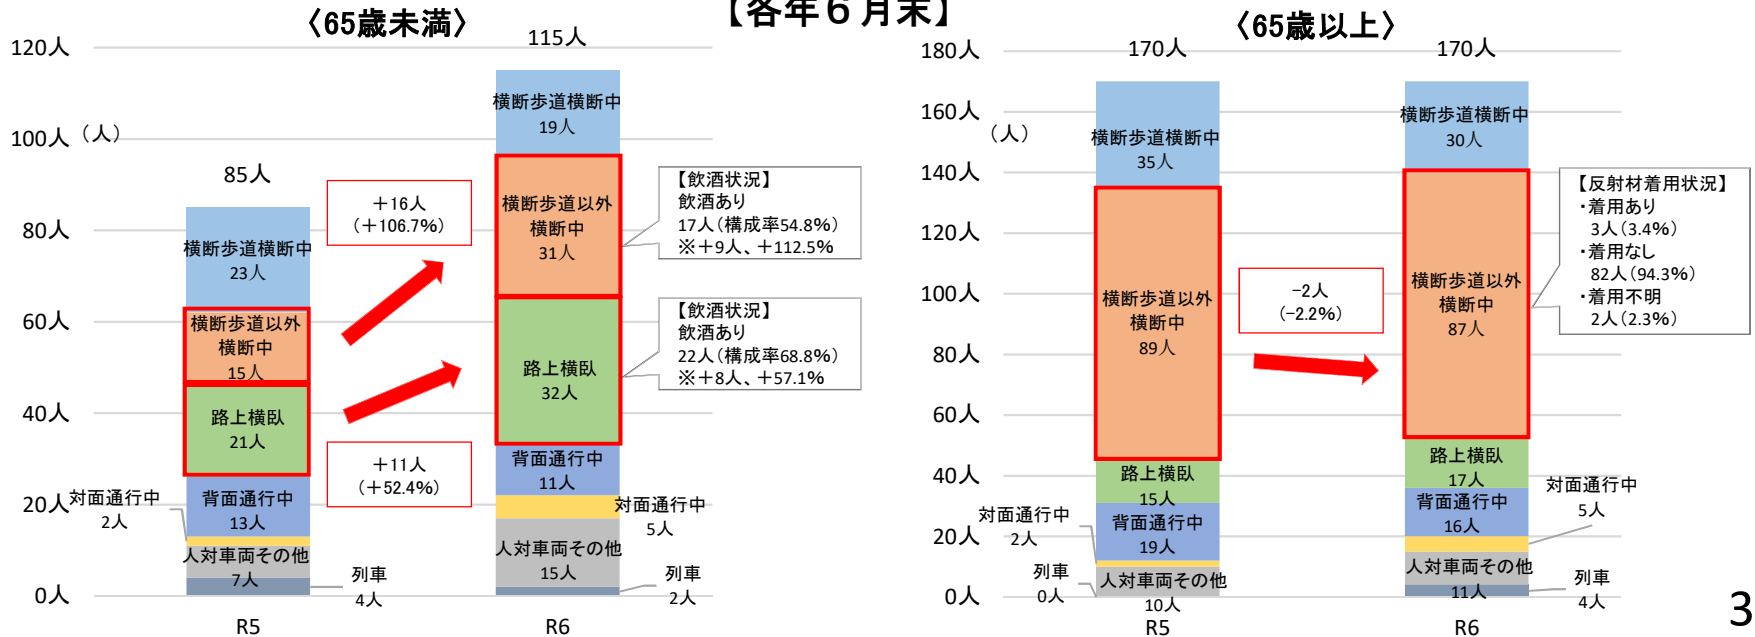 【各年６月末】
〈65歳未満〉
120人
100人
80人
60人
40人
20人
0人
（人）
85人
横断歩道横断中
23人
横断歩道以外
横断中
15人
路上横臥
21人
背面通行中
13人
対面通行中
2人
人対車両その他
7人
列車
4人
R5
＋16人
（＋106.7%）
＋11人
（＋52.4%）
115人
横断歩道横断中
19人
横断歩道以外
横断中
31人
路上横臥
32人
背面通行中
11人
対面通行中
5人
人対車両その他
15人
列車
2人
R6
【飲酒状況】
飲酒あり
17人（構成率54.8%）
※＋9人、＋112.5%
【飲酒状況】
飲酒あり
22人（構成率68.8%）
※＋8人、＋57.1%
〈65歳以上〉
180人
160人
140人
120人
100人
80人
60人
40人
20人
0人
（人）
170人
横断歩道横断中
35人
横断歩道以外
横断中
89人
路上横臥
15人
背面通行中
19人
対面通行中
2人
人対車両その他
10人
列車
0人
R5
-2人
（-2.2%）
170人
横断歩道横断中
30人
横断歩道以外
横断中
87人
路上横臥
17人
背面通行中
16人
対面通行中
5人
人対車両その他
11人
列車
4人
R6
【反射材着用状況】
・着用あり
3人（3.4%）
・着用なし
82人（94.3%）
・着用不明
2人（2.3%）
3